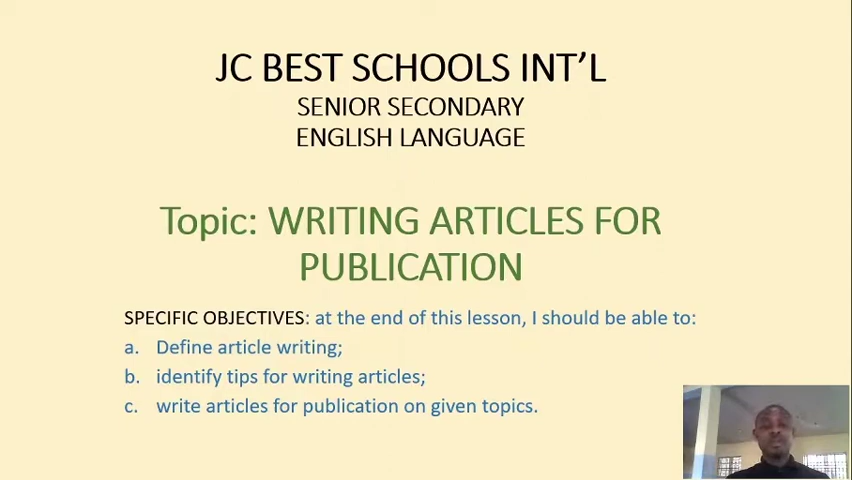 JC BEST SCHOOLS INT’L
SENIOR SECONDARY
ENGLISH LANGUAGE
Topic: WRITING ARTICLES FOR
PUBLICATION
SPECIFIC OBJECTIVES: at the end of this lesson, I should be able to:
a. Define article writing;
b. identify tips for writing articles;
c. write articles for publication on given topics.